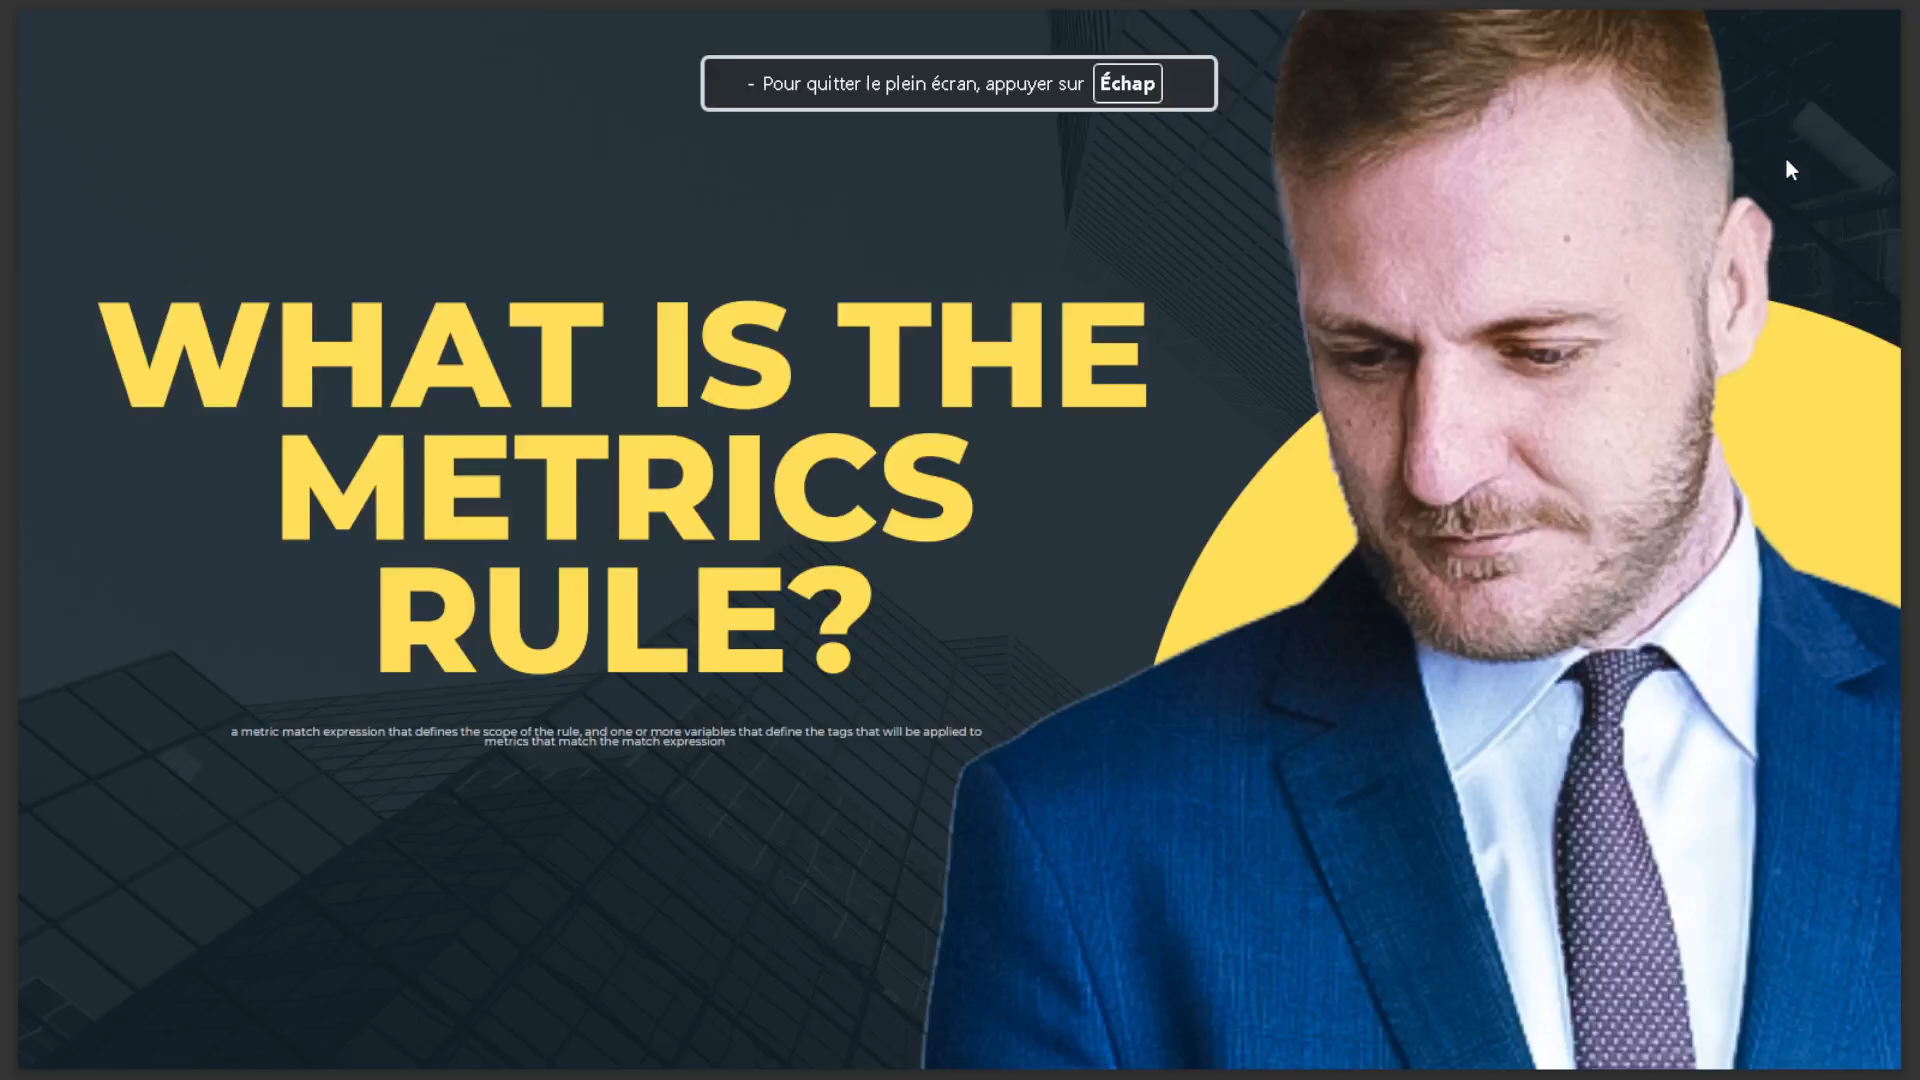 - Pour quitter le plein écran, appuyer sur Échap
WHAT IS THE
METRICS
RULE?
a metric match expression that defines the scope of the rule, and one or more variables that define the tags that will be applied to
metrics that match the match expression